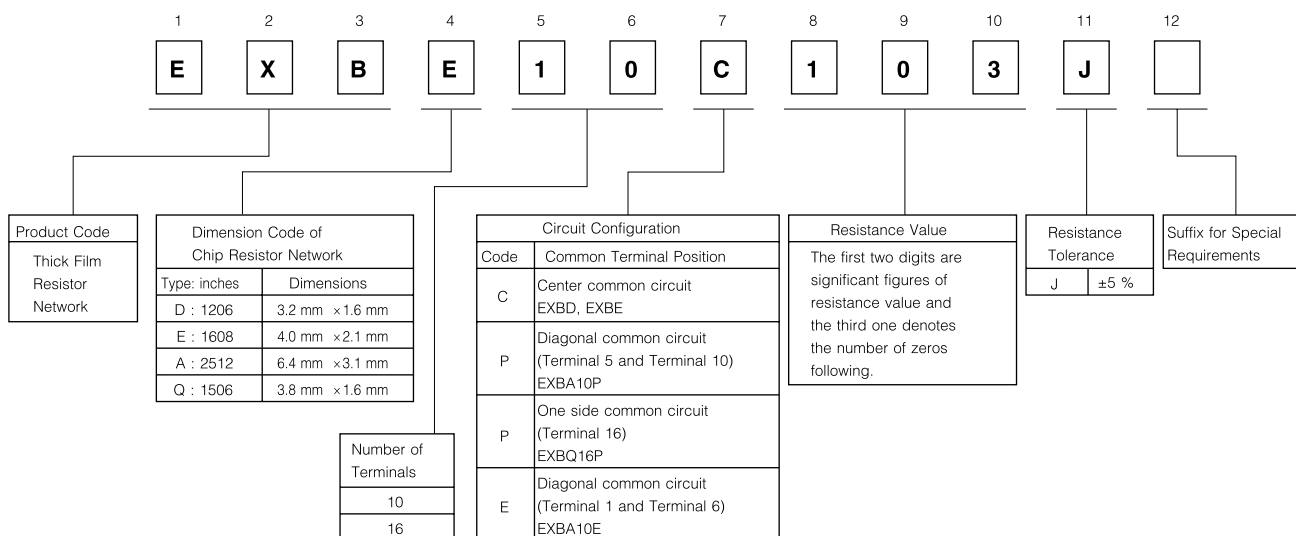 1 2 3 4 5 6 7 8 9 10 11 12
E X B E 1 0 C 1 0 3 J
Product Code
Thick Film
Resistor
Network
Dimension Code of
Chip Resistor Network
Type: inches Dimensions
D : 1206 3.2 mm ×1.6 mm
E : 1608 4.0 mm ×2.1 mm
A : 2512 6.4 mm ×3.1 mm
Q : 1506 3.8 mm ×1.6 mm
Number of
Terminals
10
16
Circuit Configuration
Code Common Terminal Position
C Center common circuit
EXBD, EXBE
P Diagonal common circuit
(Terminal 5 and Terminal 10)
EXBA10P
P One side common circuit
(Terminal 16)
EXBQ16P
E Diagonal common circuit
(Terminal 1 and Terminal 6)
EXBA10E
Resistance Value
The first two digits are
significant figures of
resistance value and
the third one denotes
the number of zeros
following.
Resistance
Tolerance
J ±5 %
Suffix for Special
Requirements